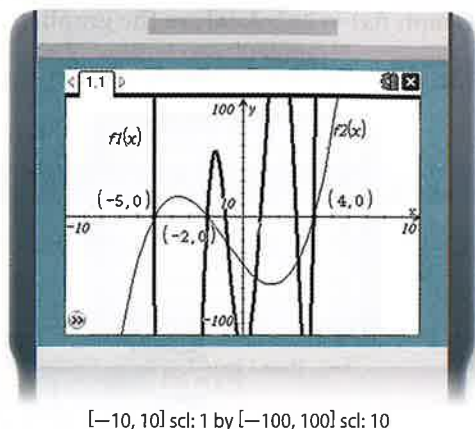 1.1
100 y
f1(x)
f2(x)
(-5,0)
10
(4,0)
x
-10
(-2,0)
10
-100
[−10, 10] scl: 1 by [−100, 100] scl: 10